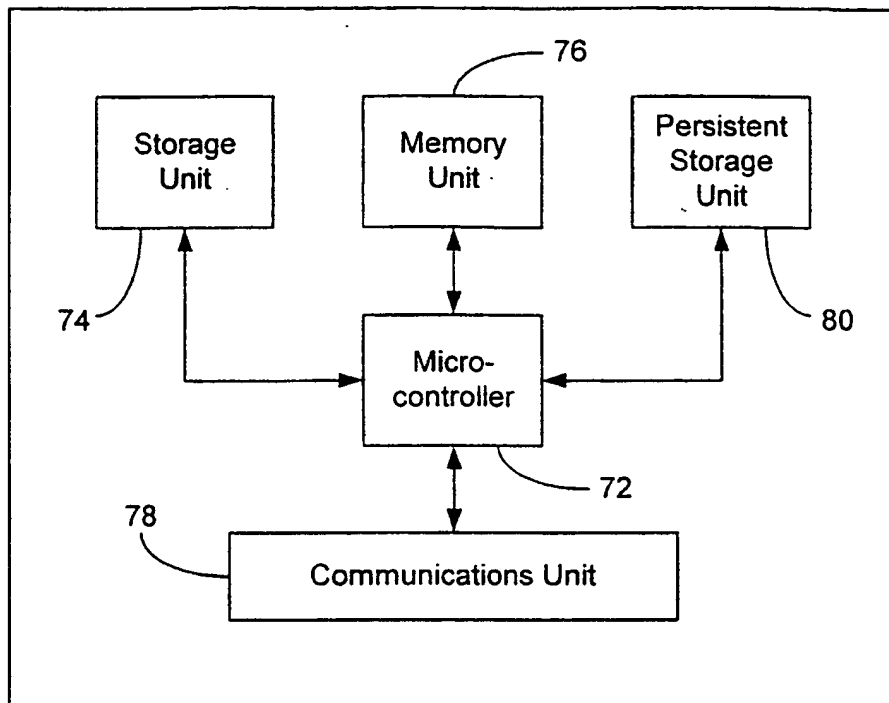 76
Storage
Unit
Memory
Unit
Persistent
Storage
Unit
74
80
Micro-
controller
72
78
Communications Unit